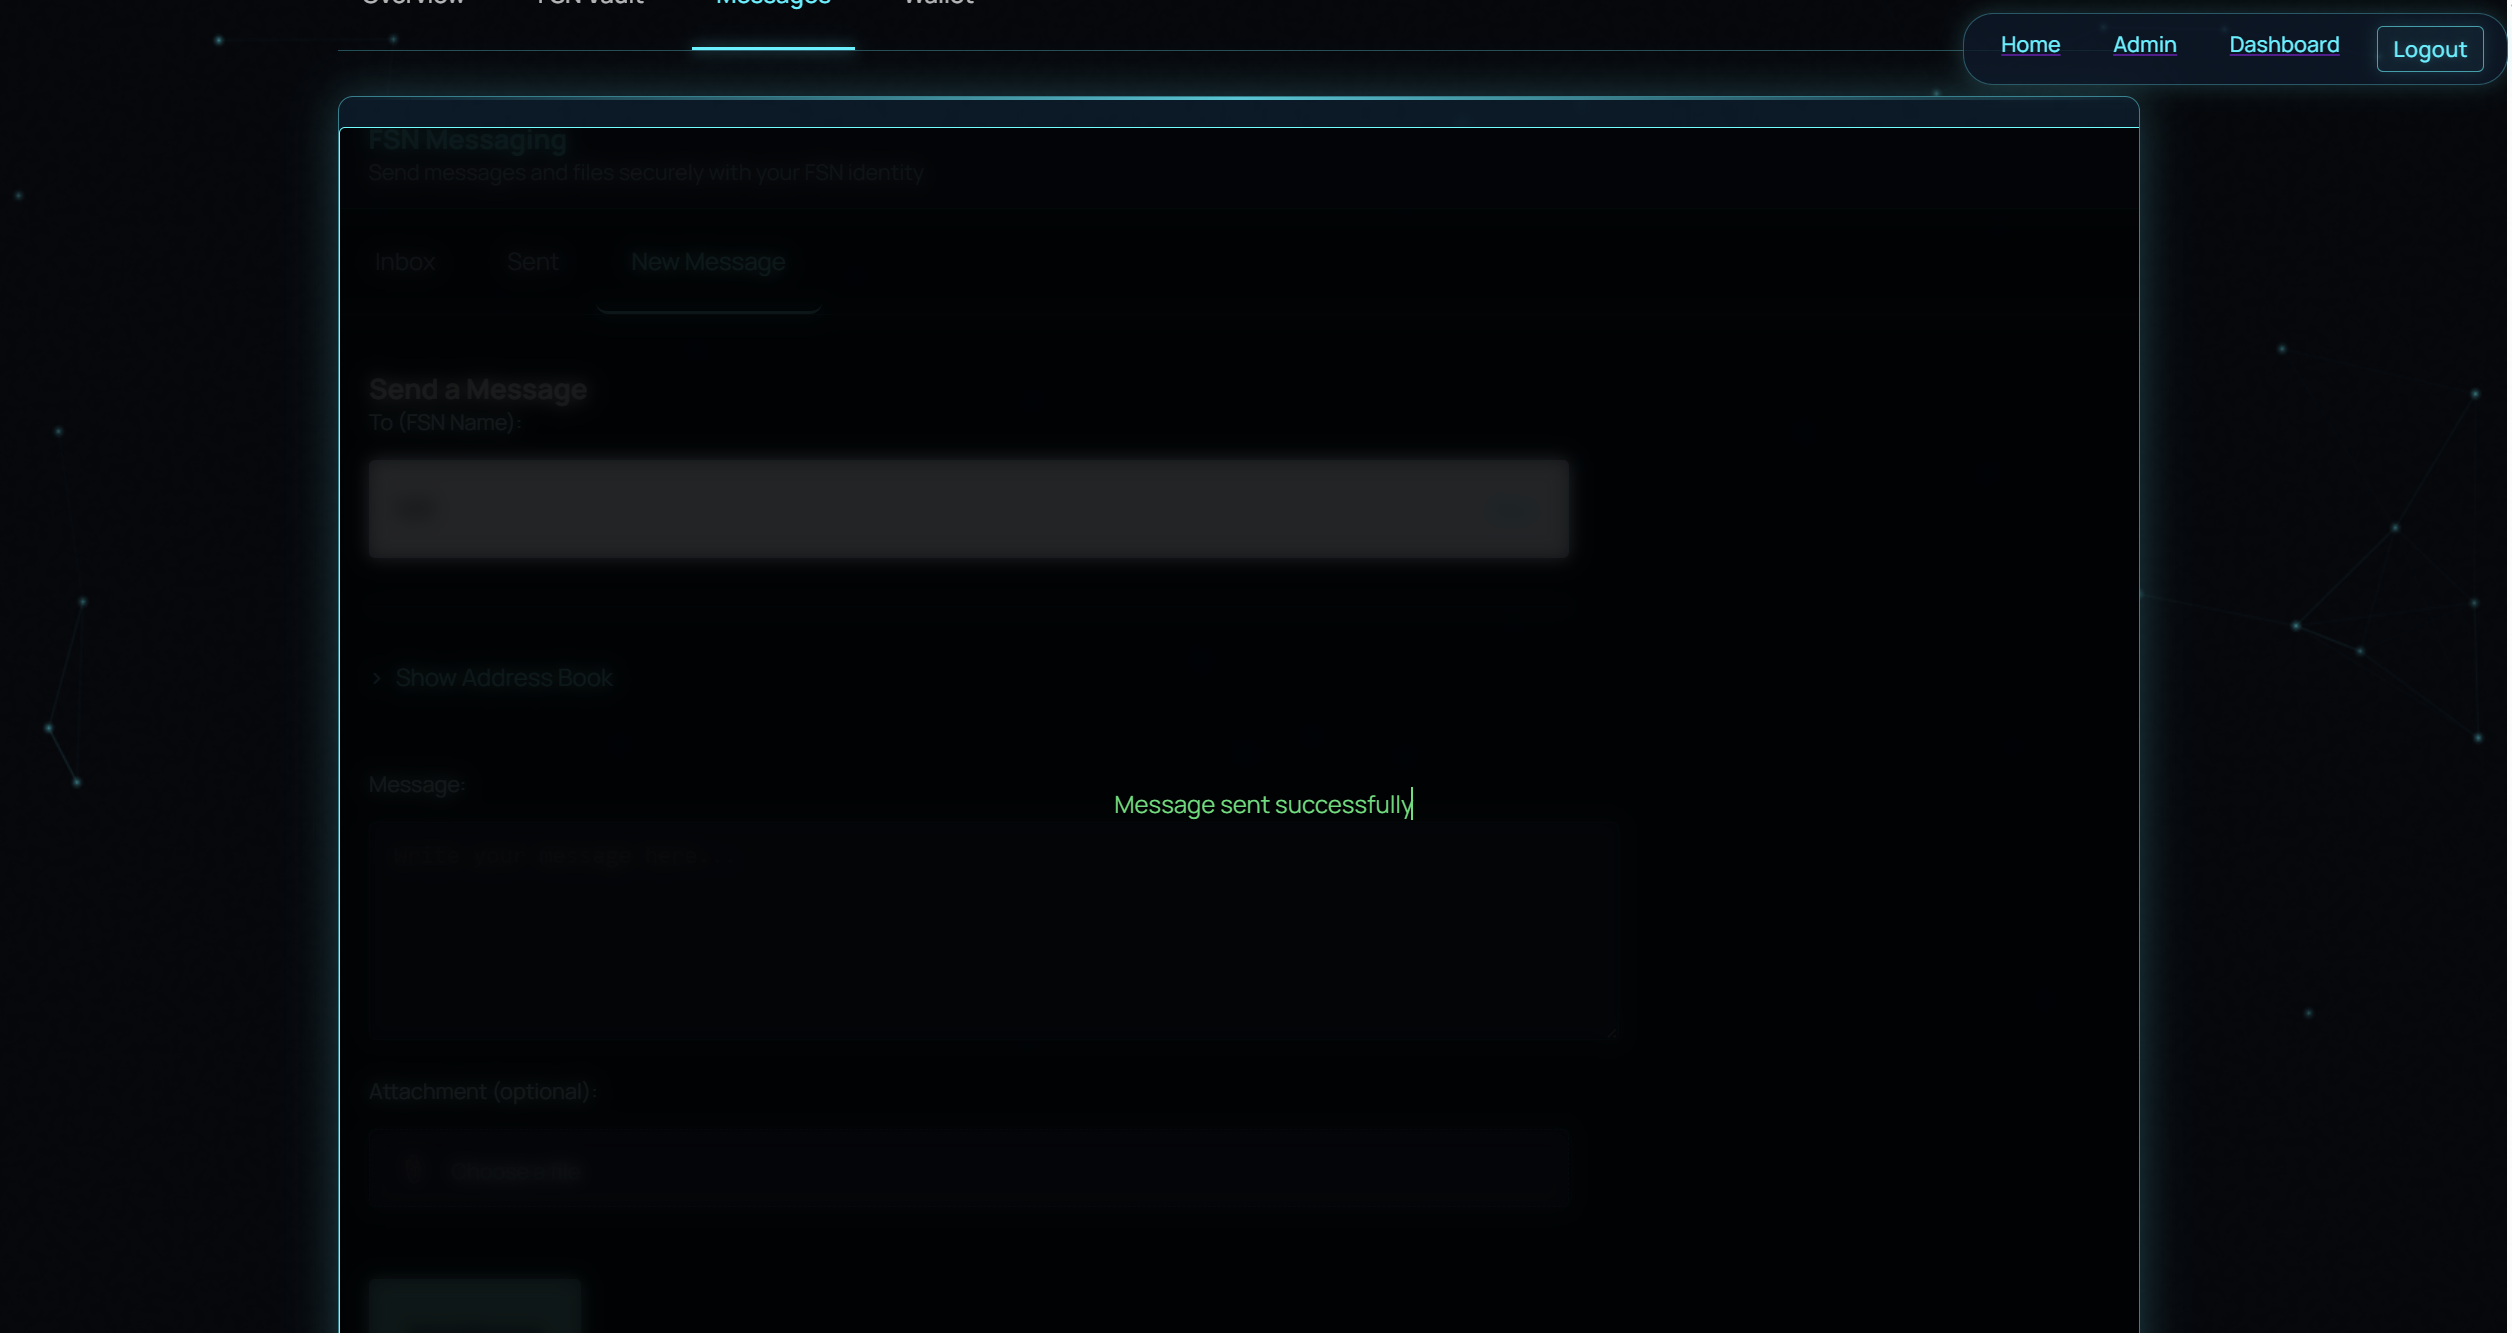 Overview FSN Vault Messages Wallet
Home Admin Dashboard Logout
FSN Messaging
Send messages and files securely with your FSN identity
Inbox Sent New Message
Send a Message
To (FSN Name):
› Show Address Book
Message:
Message sent successfully
Write your message here...
Attachment (optional):
Choose a file